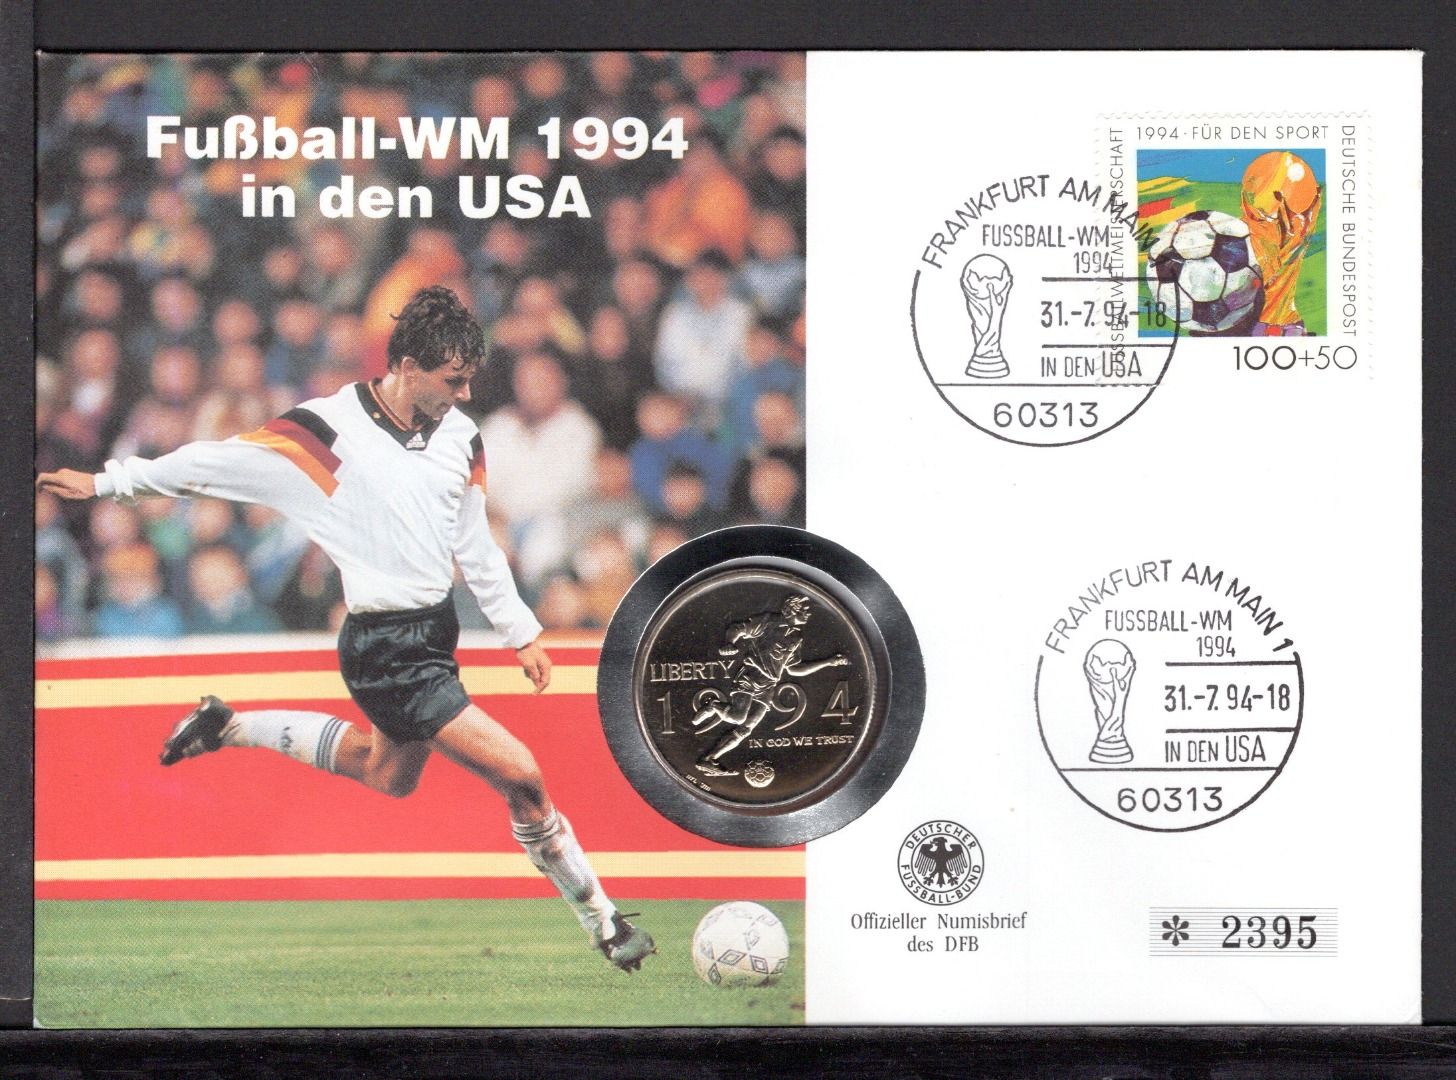 Fußball-WM 1994
in den USA
1994 · FÜR DEN SPORT
DEUTSCHE BUNDESPOST
100+50
FRANKFURT AM MAIN 1
FUSSBALL-WM
1994
31.-7. 94-18
IN DEN USA
60313
LIBERTY
1994
IN GOD WE TRUST
FRANKFURT AM MAIN 1
FUSSBALL-WM
1994
31.-7. 94-18
IN DEN USA
60313
DEUTSCHER
FUSSBALL-BUND
Offizieller Numisbrief
des DFB
* 2395